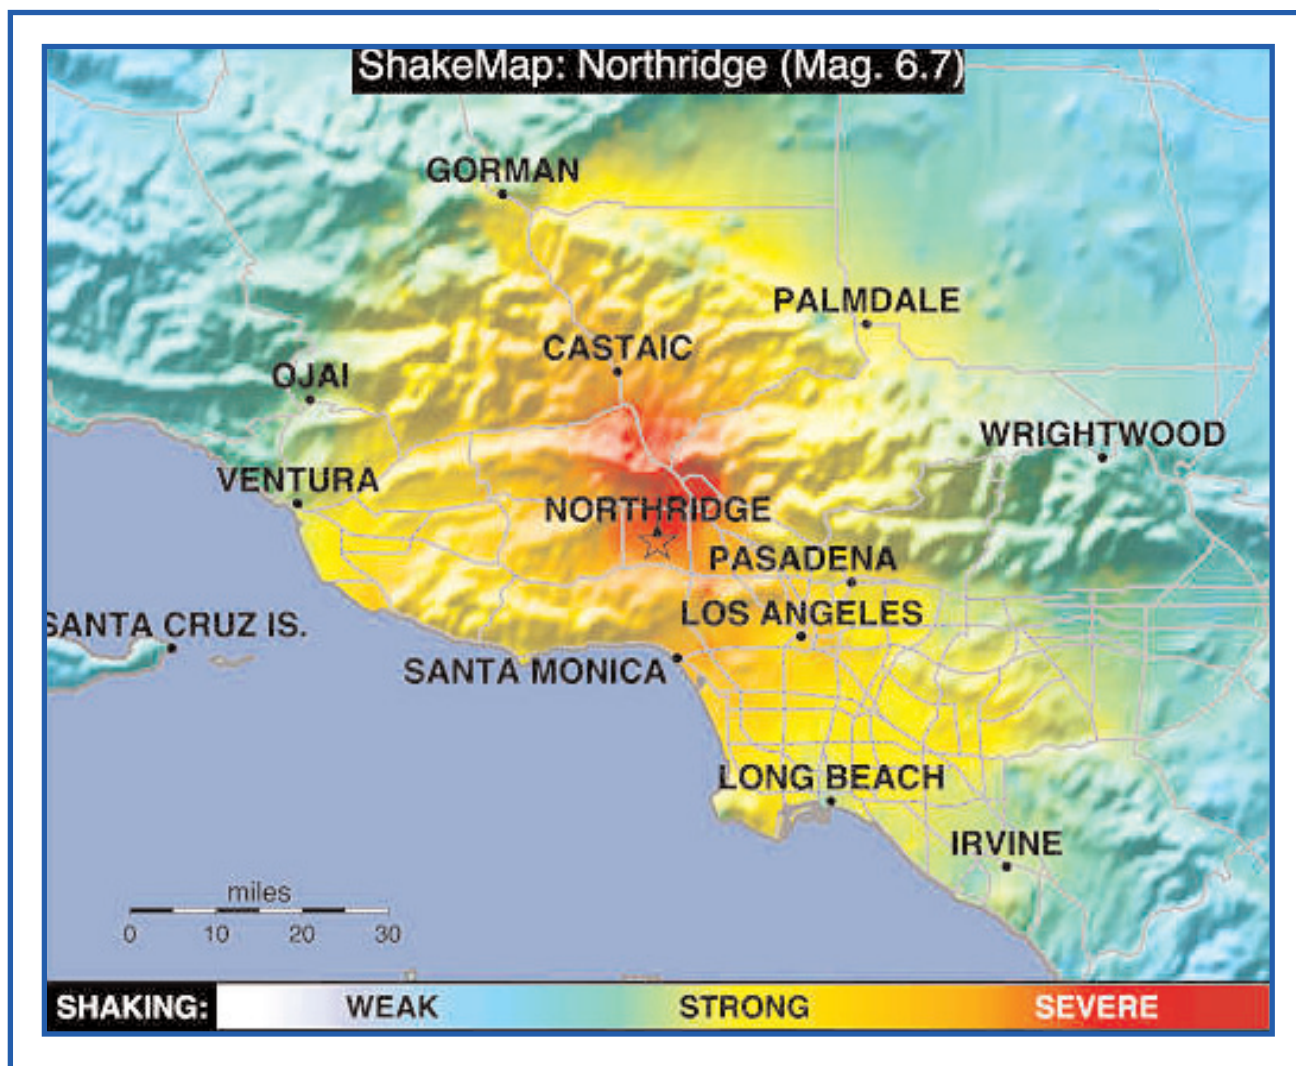 ShakeMap: Northridge (Mag. 6.7)
GORMAN
PALMDALE
CASTAIC
OJAI
WRIGHTWOOD
VENTURA
NORTHRIDGE
PASADENA
LOS ANGELES
SANTA CRUZ IS.
SANTA MONICA
LONG BEACH
IRVINE
miles
0 10 20 30
SHAKING: WEAK STRONG SEVERE